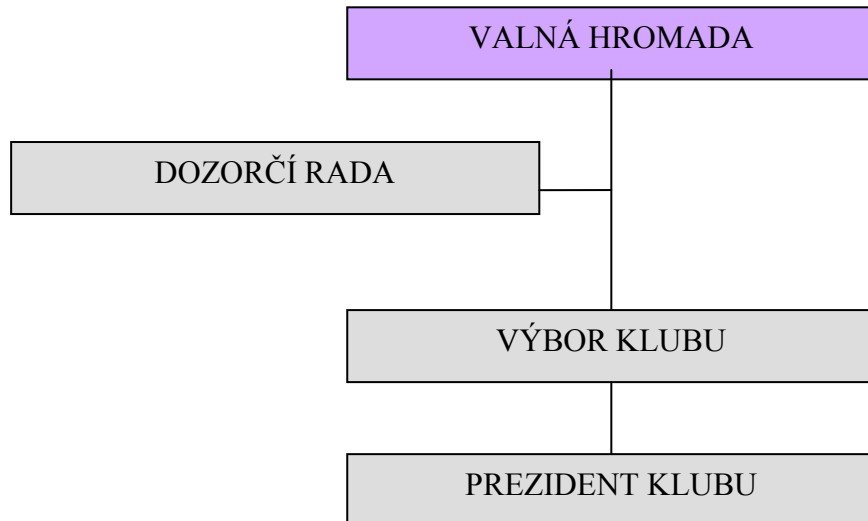 VALNÁ HROMADA
DOZORČÍ RADA
VÝBOR KLUBU
PREZIDENT KLUBU